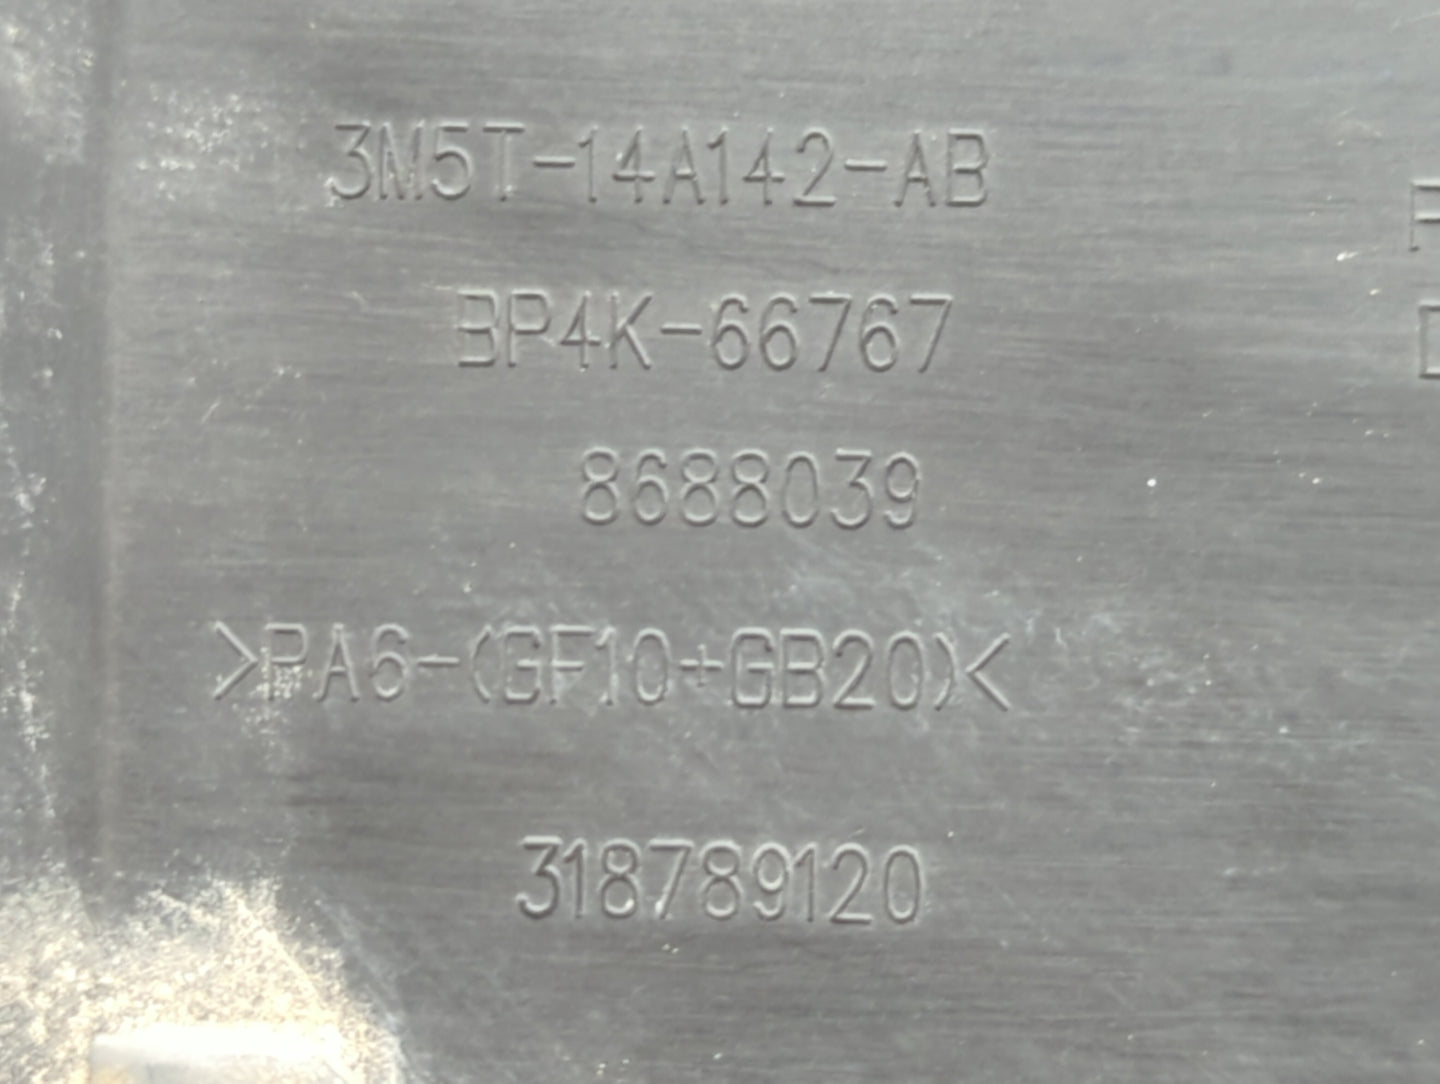 3M5T-14A142-AB
BP4K-66767
8688039
>PA6-(GF10+GB20)<
318789120